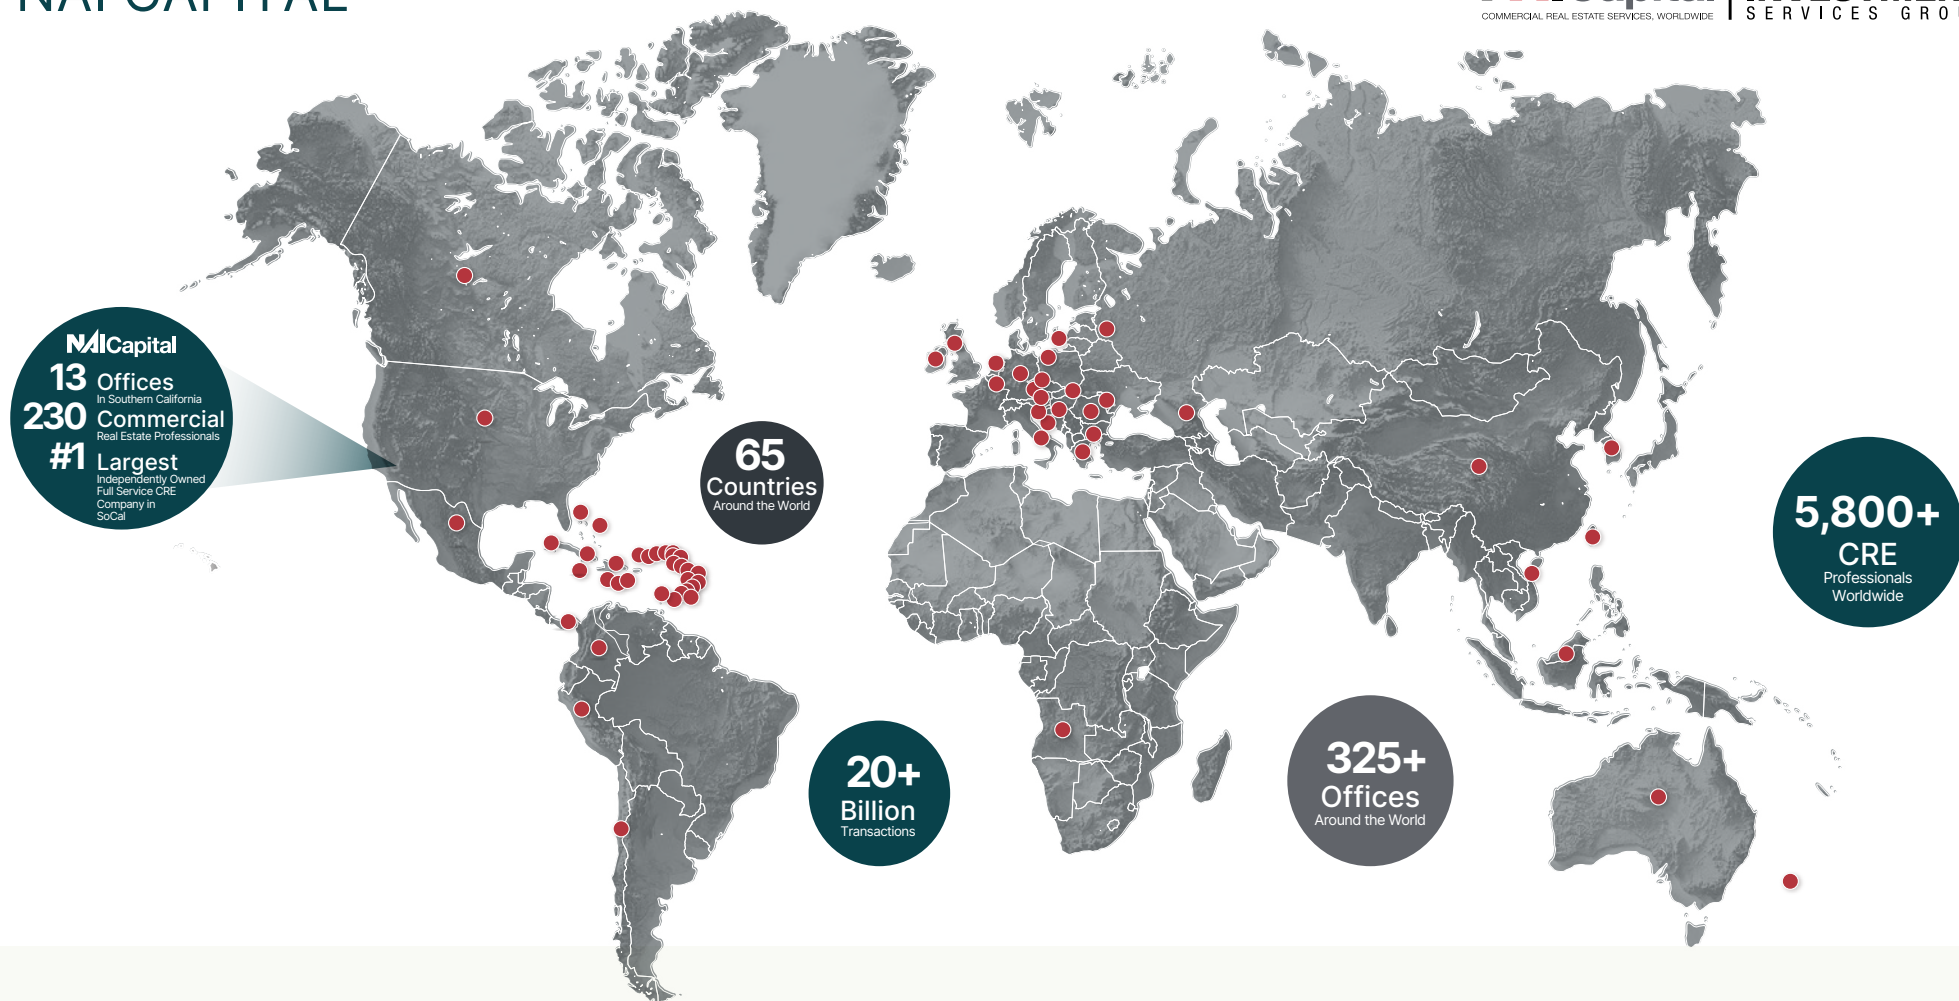 NAI CAPITAL
COMMERCIAL REAL ESTATE SERVICES, WORLDWIDE
NAICapital
13 Offices
In Southern California
230 Commercial
Real Estate Professionals
#1 Largest
Independently Owned
Full Service CRE
Company in
SoCal
65
Countries
Around the World
20+
Billion
Transactions
325+
Offices
Around the World
5,800+
CRE
Professionals
Worldwide